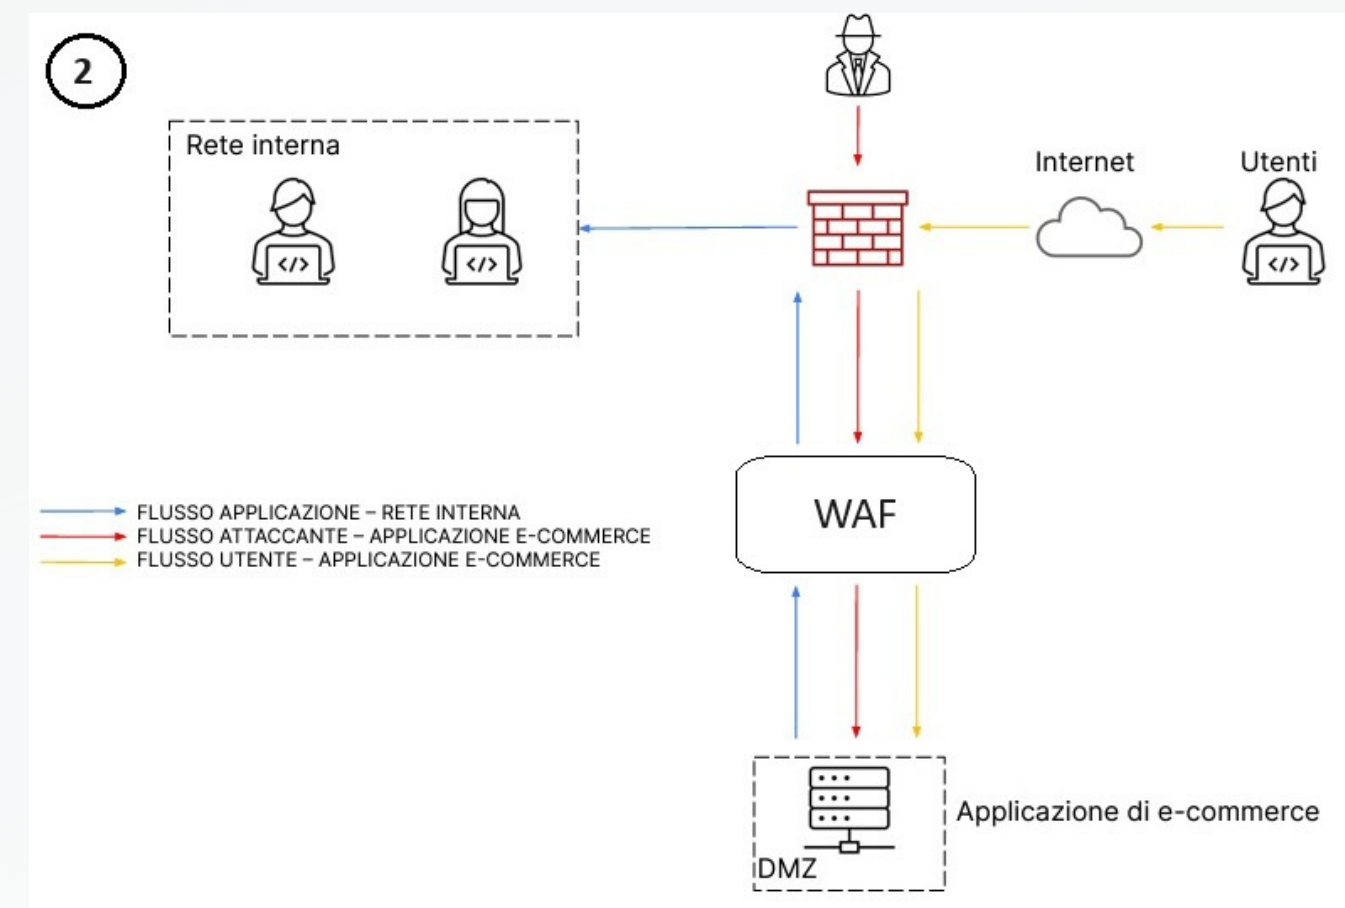 2
Rete interna
Internet
Utenti
</>
</>
</>
WAF
FLUSSO APPLICAZIONE – RETE INTERNA
FLUSSO ATTACCANTE – APPLICAZIONE E-COMMERCE
FLUSSO UTENTE – APPLICAZIONE E-COMMERCE
Applicazione di e-commerce
DMZ